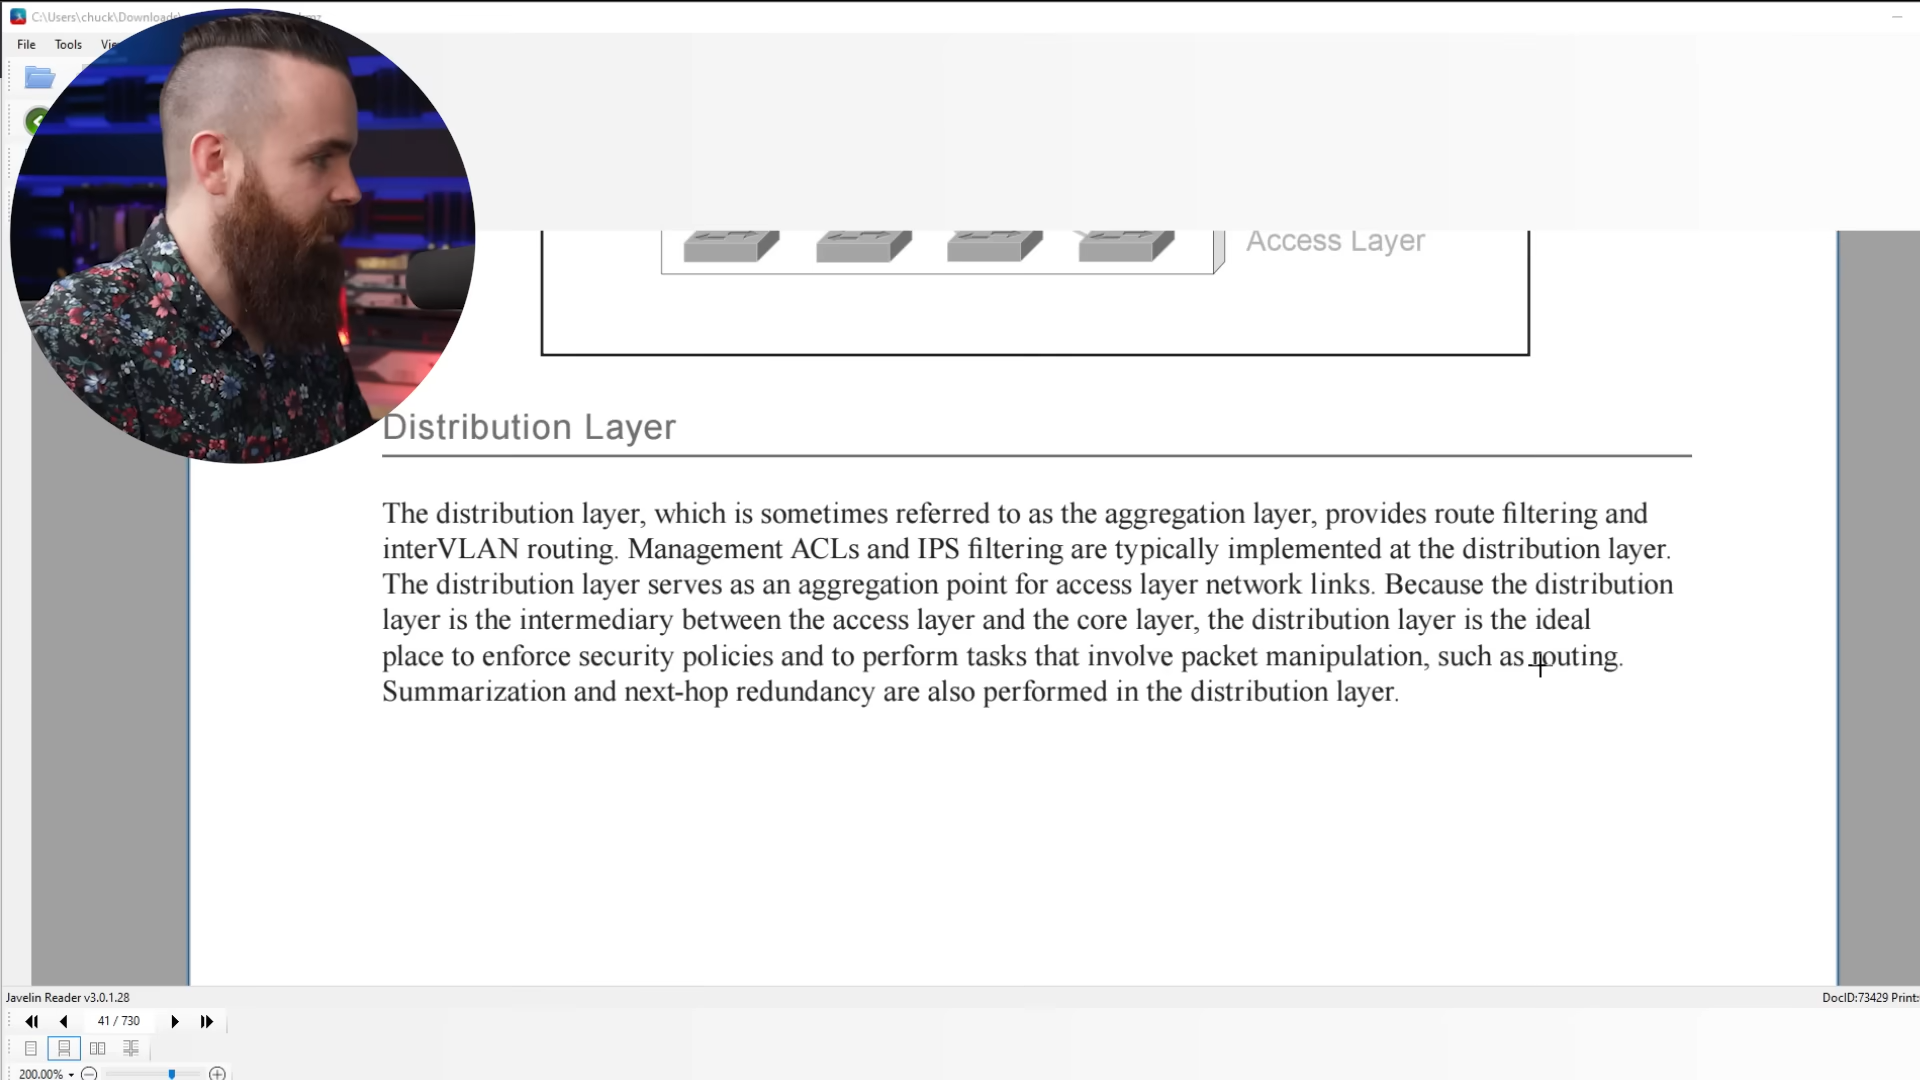 C:\Users\chuck\Downloads
File Tools
Access Layer
Distribution Layer
The distribution layer, which is sometimes referred to as the aggregation layer, provides route filtering and
interVLAN routing. Management ACLs and IPS filtering are typically implemented at the distribution layer.
The distribution layer serves as an aggregation point for access layer network links. Because the distribution
layer is the intermediary between the access layer and the core layer, the distribution layer is the ideal
place to enforce security policies and to perform tasks that involve packet manipulation, such as routing.
Summarization and next-hop redundancy are also performed in the distribution layer.
Javelin Reader v3.0.1.28
DocID:73429 Print:
41 / 730
200.00%